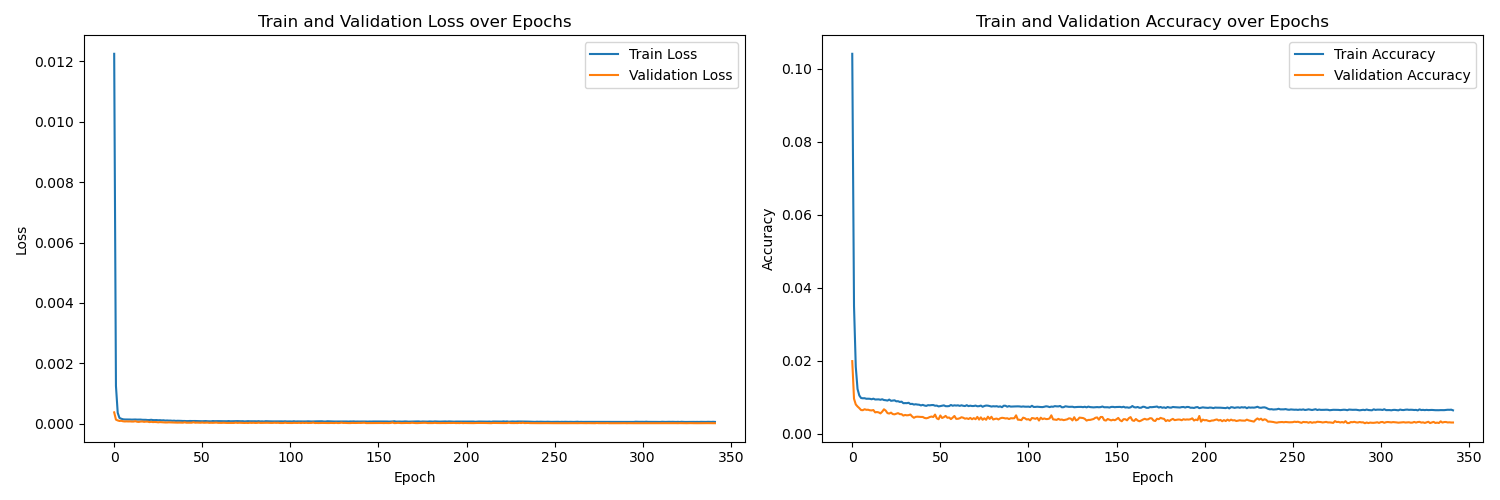 Train and Validation Loss over Epochs
Train Loss
Validation Loss
0.012
0.010
0.008
0.006
0.004
0.002
0.000
Loss
0 50 100 150 200 250 300 350
Epoch
Train and Validation Accuracy over Epochs
Train Accuracy
Validation Accuracy
0.10
0.08
0.06
0.04
0.02
0.00
Accuracy
0 50 100 150 200 250 300 350
Epoch